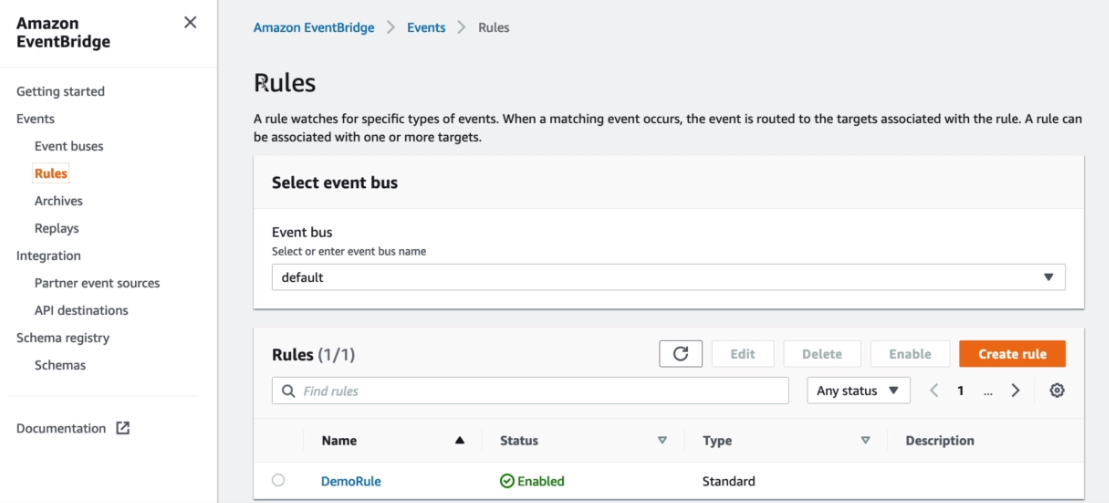 Amazon
EventBridge
Getting started
Events
Event buses
Rules
Archives
Replays
Integration
Partner event sources
API destinations
Schema registry
Schemas
Documentation
Amazon EventBridge > Events > Rules
Rules
A rule watches for specific types of events. When a matching event occurs, the event is routed to the targets associated with the rule. A rule can
be associated with one or more targets.
Select event bus
Event bus
Select or enter event bus name
default
Rules (1/1)
Edit
Delete
Enable
Create rule
Find rules
Any status
1
...
Name
Status
Type
Description
DemoRule
Enabled
Standard